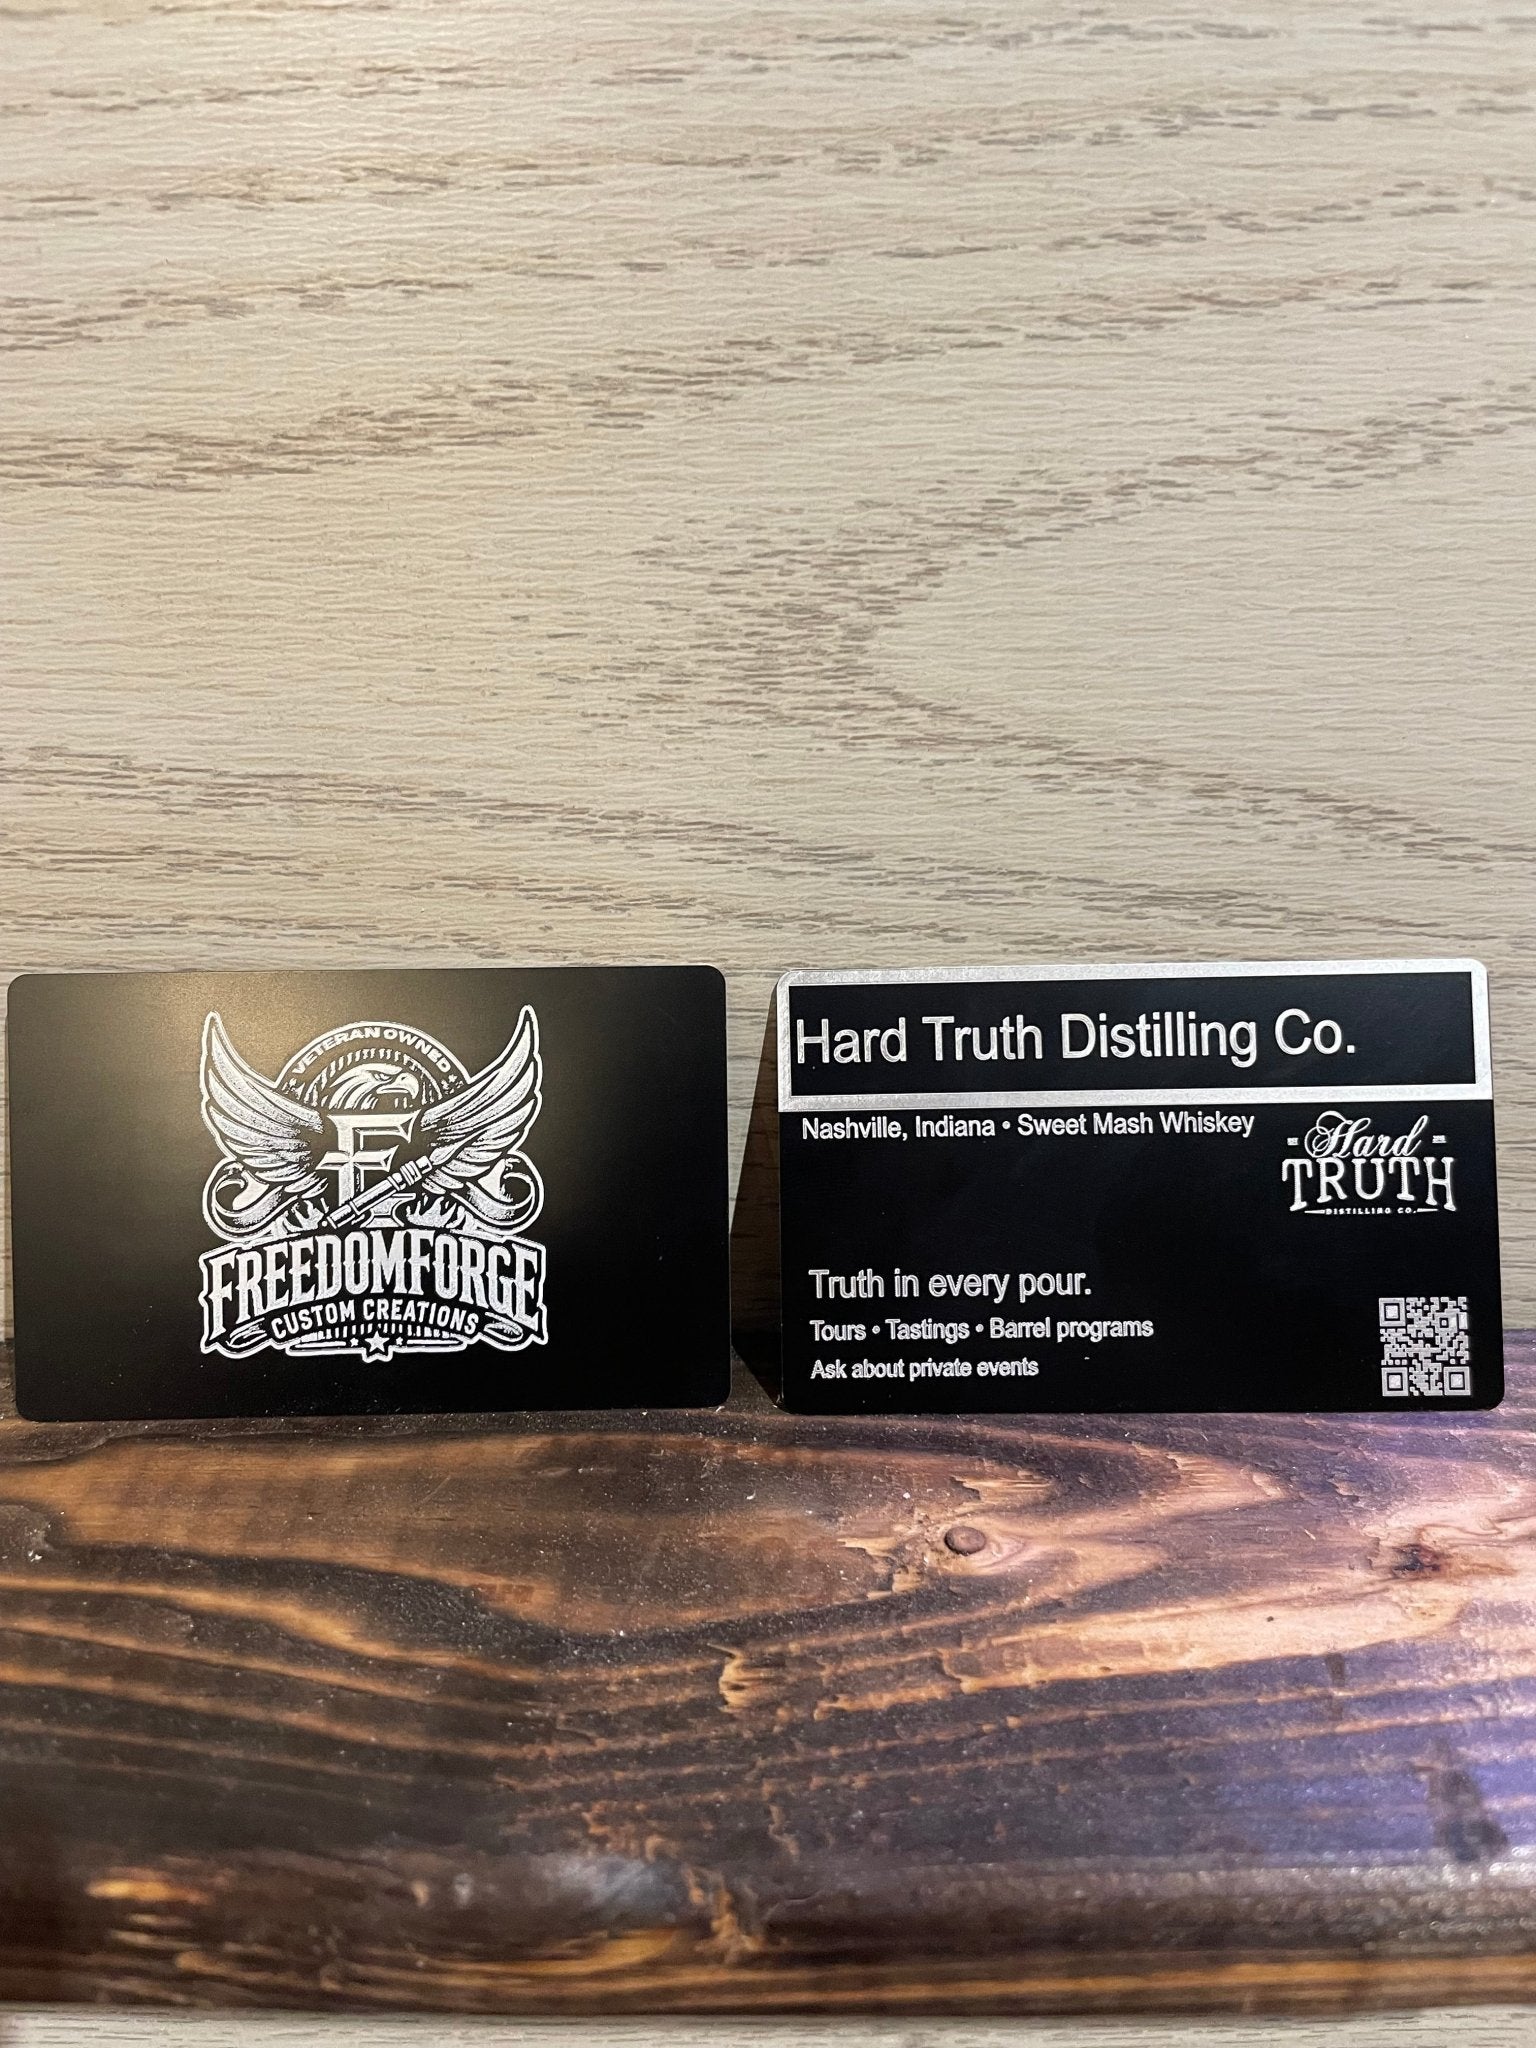 VETERAN OWNED
F
FREEDOMFORGE
CUSTOM CREATIONS
Hard Truth Distilling Co.
Nashville, Indiana • Sweet Mash Whiskey
Hard
TRUTH
DISTILLING CO.
Truth in every pour.
Tours • Tastings • Barrel programs
Ask about private events